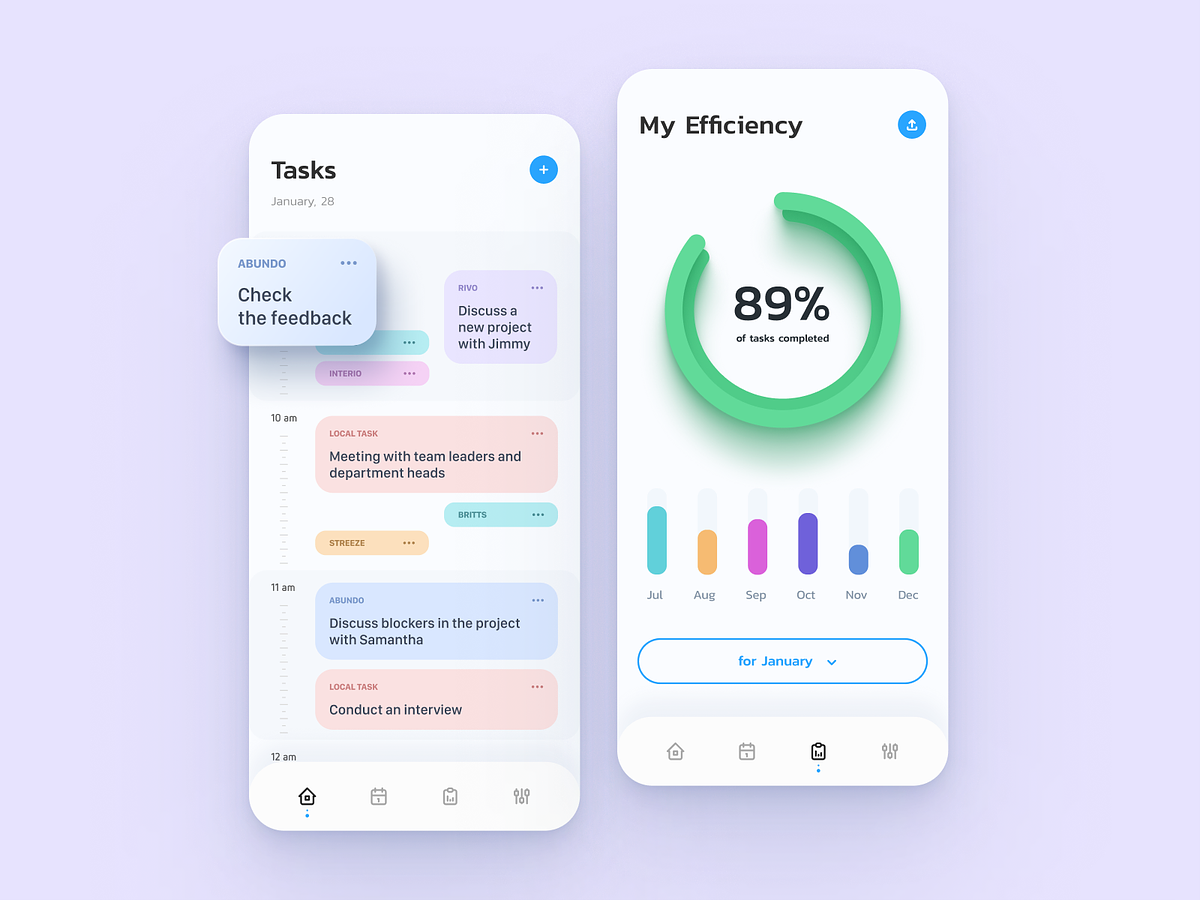 Tasks
January, 28
ABUNDO
Check
the feedback
RIVO
Discuss a
new project
with Jimmy
INTERIO
10 am
LOCAL TASK
Meeting with team leaders and
department heads
BRITTS
STREEZE
11 am
ABUNDO
Discuss blockers in the project
with Samantha
LOCAL TASK
Conduct an interview
12 am
My Efficiency
89%
of tasks completed
Jul Aug Sep Oct Nov Dec
for January